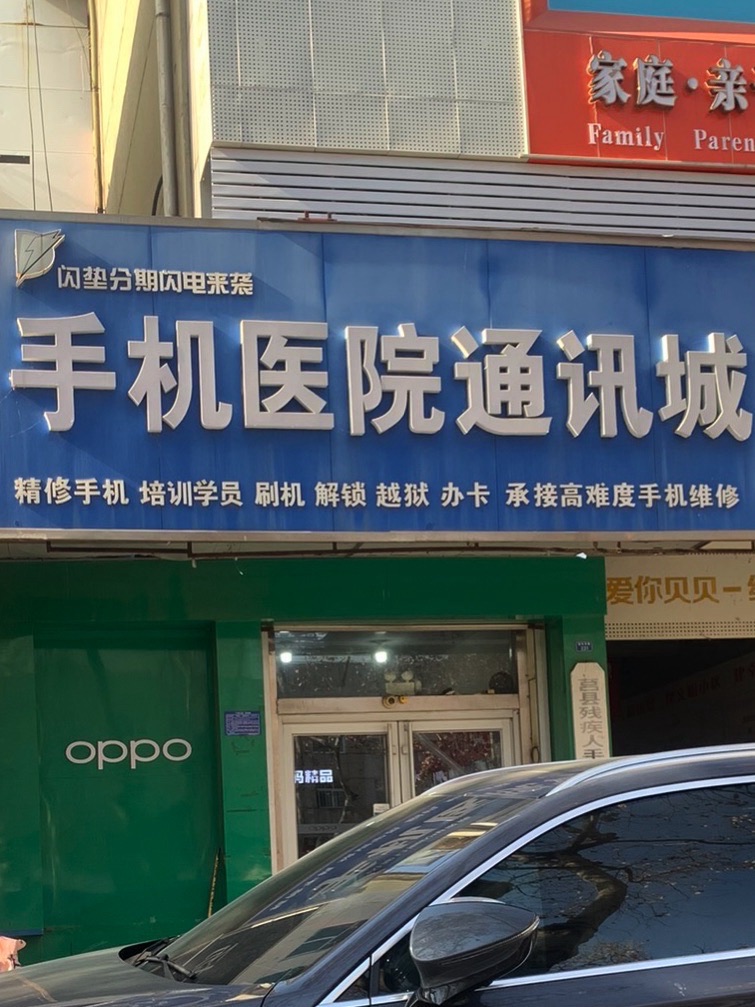 家庭·亲
Family Paren
闪垫分期闪电来袭
手机医院通讯城
精修手机 培训学员 刷机 解锁 越狱 办卡 承接高难度手机维修
爱你贝贝一
oppo
莒县残疾人手
码精品